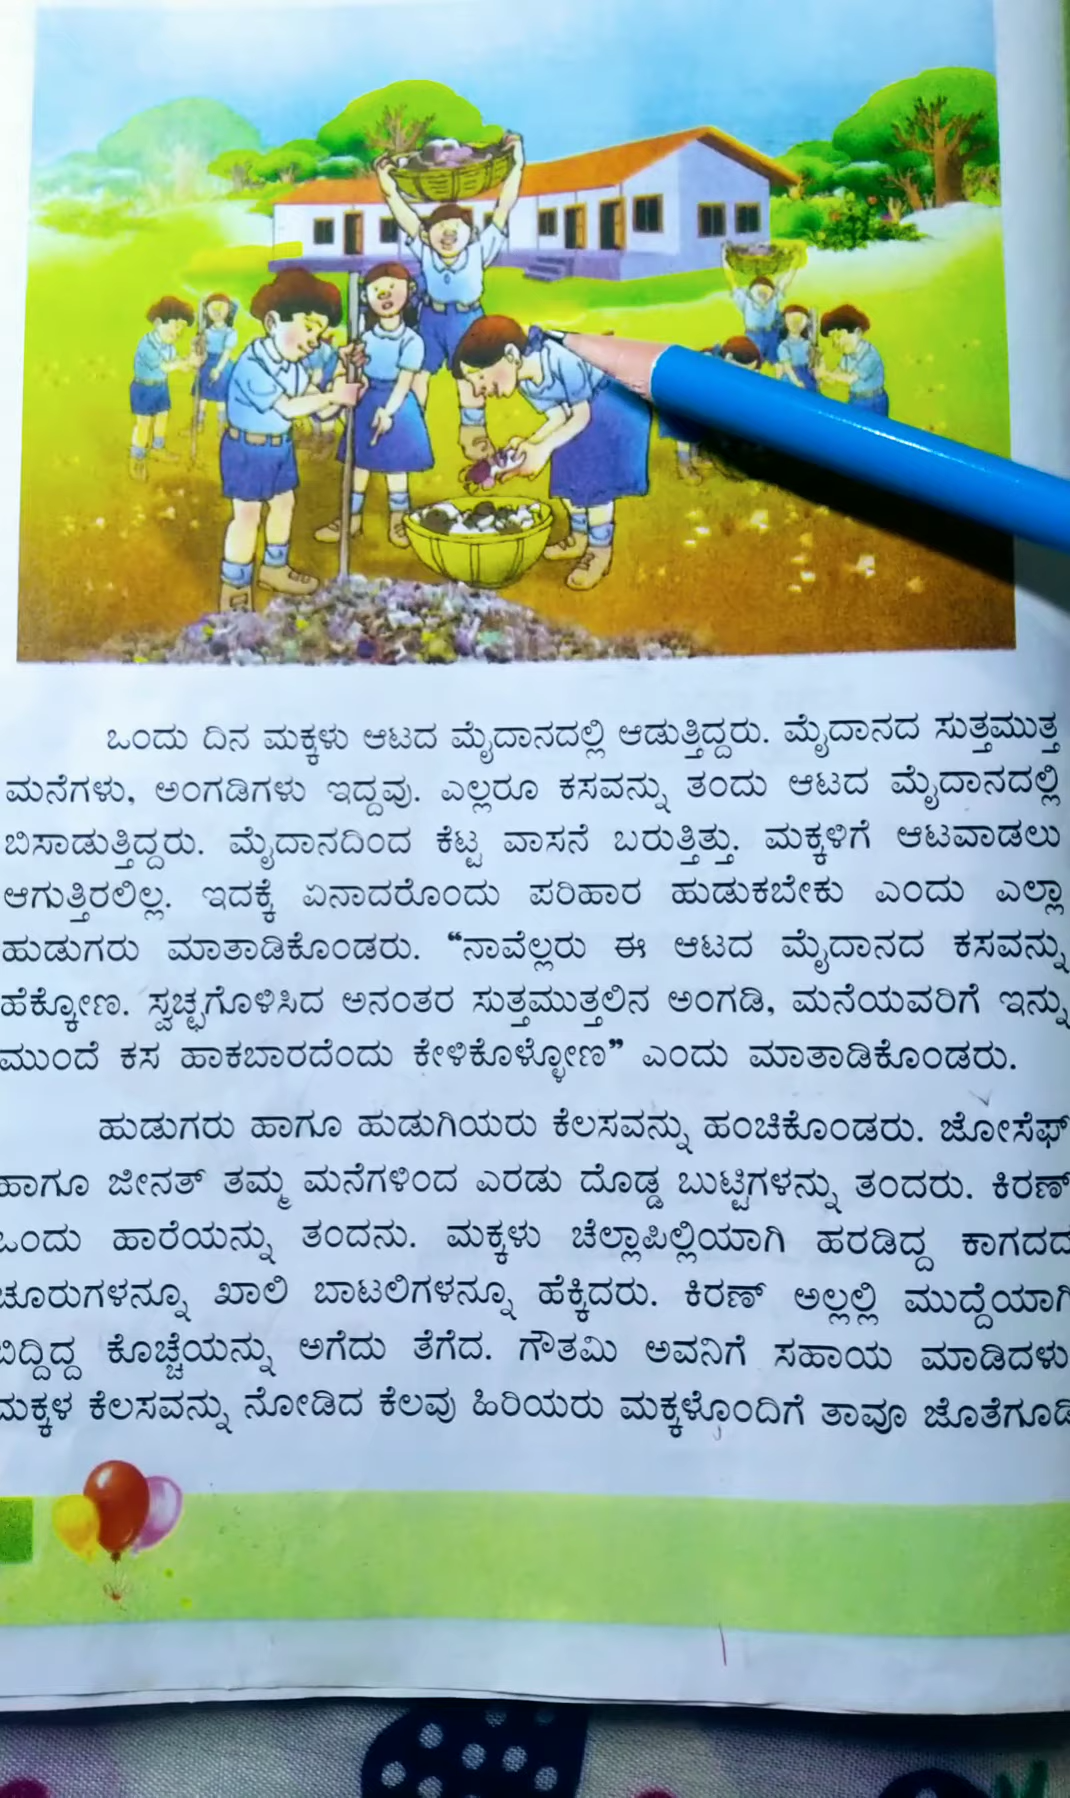 ಒಂದು ದಿನ ಮಕ್ಕಳು ಆಟದ ಮೈದಾನದಲ್ಲಿ ಆಡುತ್ತಿದ್ದರು. ಮೈದಾನದ ಸುತ್ತಮುತ್ತ
ಮನೆಗಳು, ಅಂಗಡಿಗಳು ಇದ್ದವು. ಎಲ್ಲರೂ ಕಸವನ್ನು ತಂದು ಆಟದ ಮೈದಾನದಲ್ಲಿ
ಬಿಸಾಡುತ್ತಿದ್ದರು. ಮೈದಾನದಿಂದ ಕೆಟ್ಟ ವಾಸನೆ ಬರುತ್ತಿತ್ತು. ಮಕ್ಕಳಿಗೆ ಆಟವಾಡಲು
ಆಗುತ್ತಿರಲಿಲ್ಲ. ಇದಕ್ಕೆ ಏನಾದರೊಂದು ಪರಿಹಾರ ಹುಡುಕಬೇಕು ಎಂದು ಎಲ್ಲಾ
ಹುಡುಗರು ಮಾತಾಡಿಕೊಂಡರು. “ನಾವೆಲ್ಲರು ಈ ಆಟದ ಮೈದಾನದ ಕಸವನ್ನು
ಹೆಕ್ಕೋಣ. ಸ್ವಚ್ಛಗೊಳಿಸಿದ ಅನಂತರ ಸುತ್ತಮುತ್ತಲಿನ ಅಂಗಡಿ, ಮನೆಯವರಿಗೆ ಇನ್ನು
ಮುಂದೆ ಕಸ ಹಾಕಬಾರದೆಂದು ಕೇಳಿಕೊಳ್ಳೋಣ” ಎಂದು ಮಾತಾಡಿಕೊಂಡರು.
ಹುಡುಗರು ಹಾಗೂ ಹುಡುಗಿಯರು ಕೆಲಸವನ್ನು ಹಂಚಿಕೊಂಡರು. ಜೋಸೆಫ್
ಹಾಗೂ ಜೀನತ್ ತಮ್ಮ ಮನೆಗಳಿಂದ ಎರಡು ದೊಡ್ಡ ಬುಟ್ಟಿಗಳನ್ನು ತಂದರು. ಕಿರಣ್
ಒಂದು ಹಾರೆಯನ್ನು ತಂದನು. ಮಕ್ಕಳು ಚೆಲ್ಲಾಪಿಲ್ಲಿಯಾಗಿ ಹರಡಿದ್ದ ಕಾಗದದ
ಚೂರುಗಳನ್ನೂ ಖಾಲಿ ಬಾಟಲಿಗಳನ್ನೂ ಹೆಕ್ಕಿದರು. ಕಿರಣ್ ಅಲ್ಲಲ್ಲಿ ಮುದ್ದೆಯಾಗಿ
ಬಿದ್ದಿದ್ದ ಕೊಚ್ಚೆಯನ್ನು ಅಗೆದು ತೆಗೆದ. ಗೌತಮಿ ಅವನಿಗೆ ಸಹಾಯ ಮಾಡಿದಳು
ಮಕ್ಕಳ ಕೆಲಸವನ್ನು ನೋಡಿದ ಕೆಲವು ಹಿರಿಯರು ಮಕ್ಕಳೊಂದಿಗೆ ತಾವೂ ಜೊತೆಗೂಡಿ